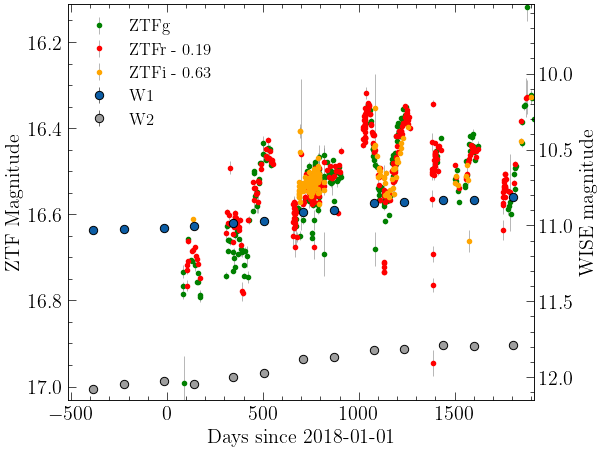 ZTFg
ZTFr - 0.19
ZTFi - 0.63
W1
W2
16.2
16.4
16.6
16.8
17.0
ZTF Magnitude
10.0
10.5
11.0
11.5
12.0
WISE magnitude
−500
0
500
1000
1500
Days since 2018-01-01